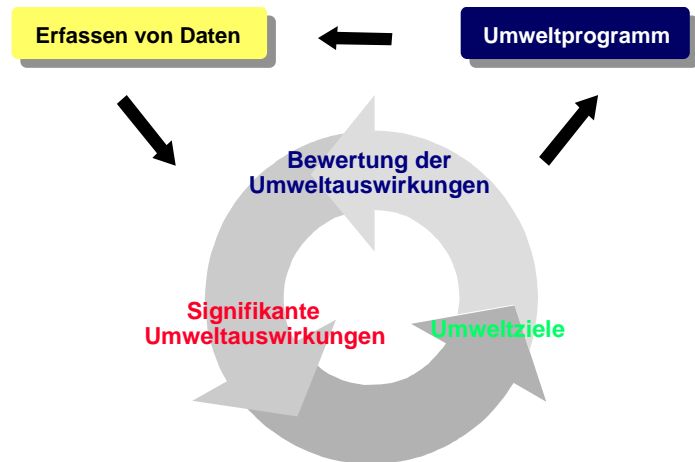 Erfassen von Daten
Umweltprogramm
Bewertung der
Umweltauswirkungen
Signifikante
Umweltauswirkungen
Umweltziele